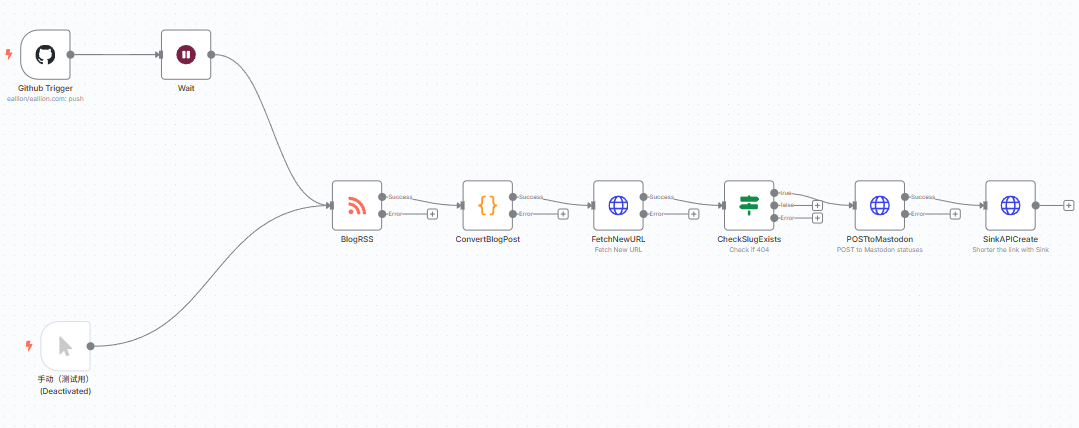 Github Trigger
eallion/eallion.com: push
Wait
Success
Error
BlogRSS
Success
Error
ConvertBlogPost
Success
Error
FetchNewURL
Fetch New URL
true
false
Error
CheckSlugExists
Check if 404
Success
Error
POSTtoMastodon
POST to Mastodon statuses
SinkAPICreate
Shorter the link with Sink
手动（测试用）
(Deactivated)